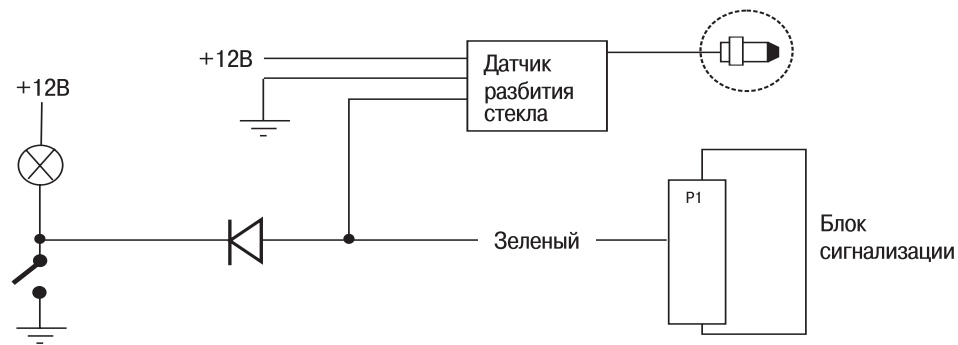 +12В
Датчик
разбития
стекла
+12В
P1
Зеленый
Блок
сигнализации